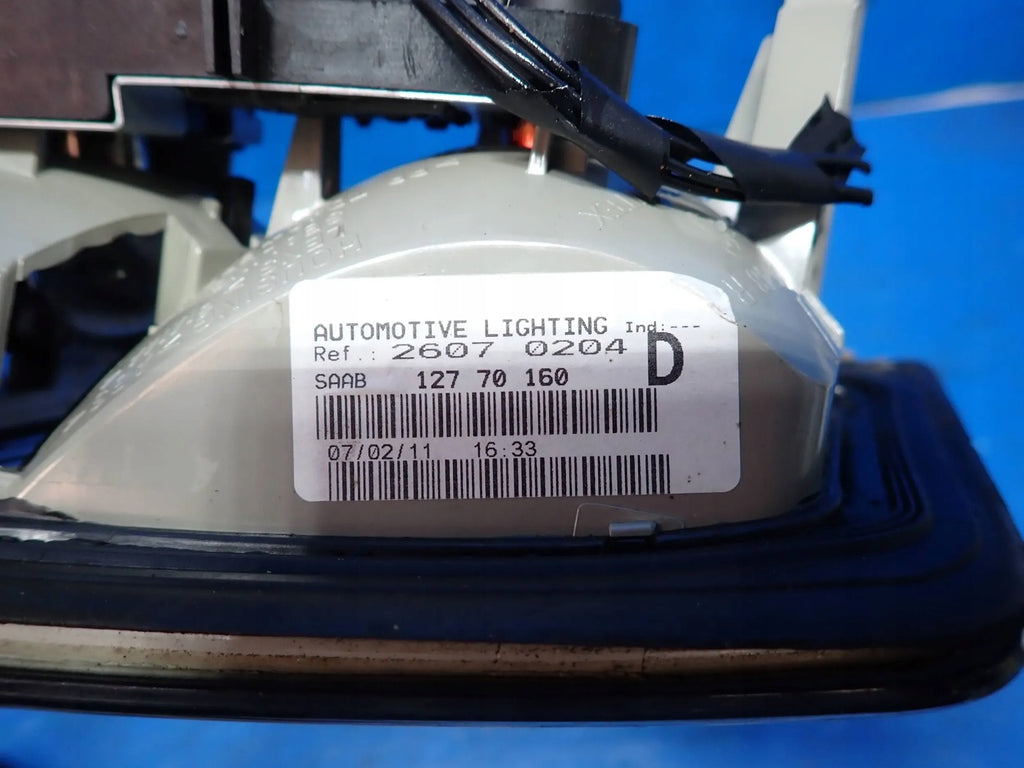 AUTOMOTIVE LIGHTING Ind:---
Ref.: 2607 0204 D
SAAB 127 70 160
07/02/11 16:33